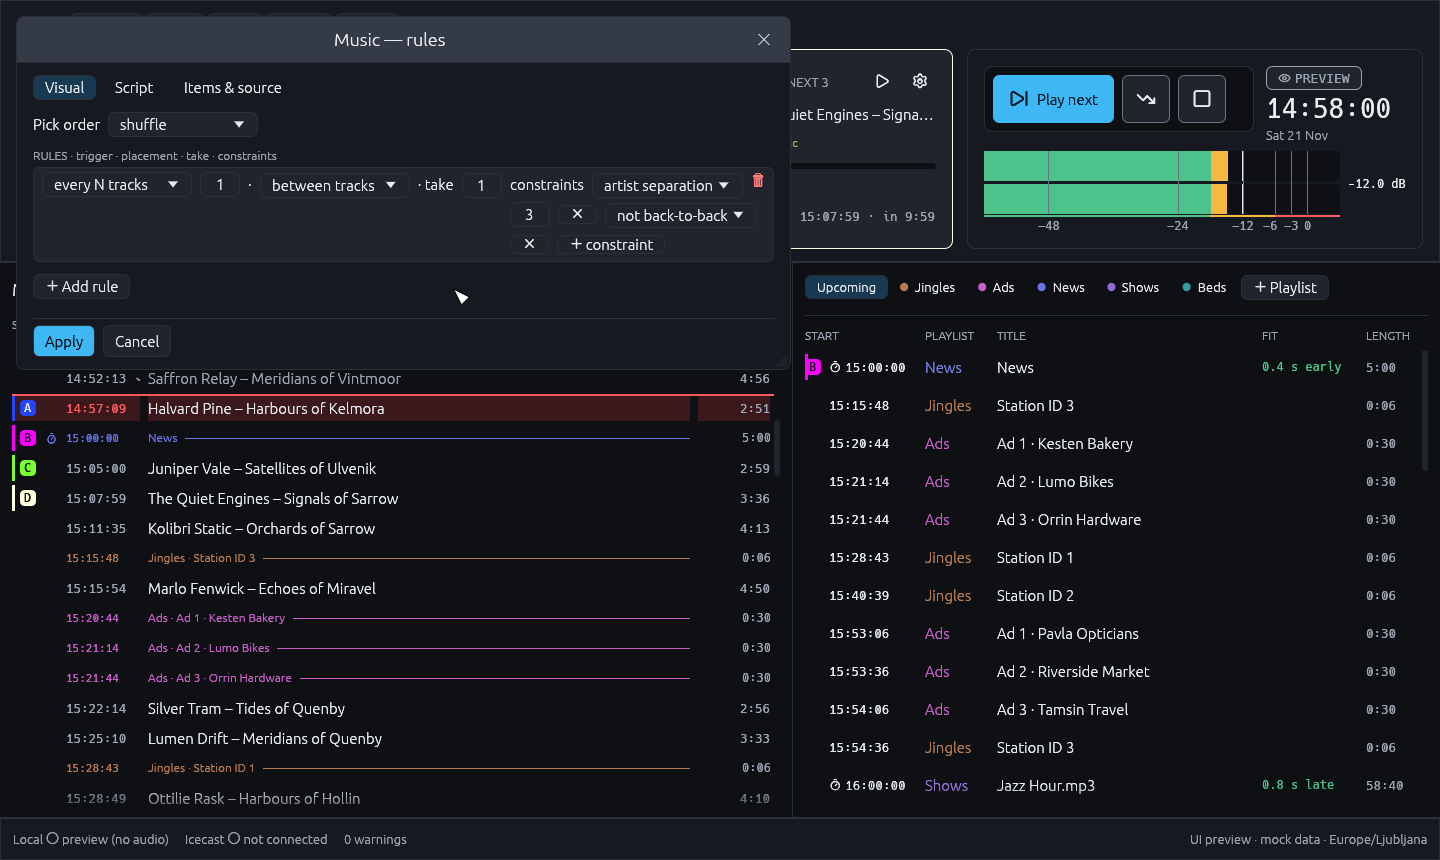 Music — rules
Visual Script Items & source
Pick order shuffle
RULES · trigger · placement · take · constraints
every N tracks 1 · between tracks · take 1 constraints artist separation
3 × not back-to-back
× + constraint
+ Add rule
Apply Cancel
NEXT 3
uiet Engines – Signa…
c
15:07:59 · in 9:59
Play next
PREVIEW
14:58:00
Sat 21 Nov
-12.0 dB
-48 -24 -12 -6 -3 0
14:52:13 Saffron Relay – Meridians of Vintmoor 4:56
A 14:57:09 Halvard Pine – Harbours of Kelmora 2:51
B 15:00:00 News 5:00
C 15:05:00 Juniper Vale – Satellites of Ulvenik 2:59
D 15:07:59 The Quiet Engines – Signals of Sarrow 3:36
15:11:35 Kolibri Static – Orchards of Sarrow 4:13
15:15:48 Jingles · Station ID 3 0:06
15:15:54 Marlo Fenwick – Echoes of Miravel 4:50
15:20:44 Ads · Ad 1 · Kesten Bakery 0:30
15:21:14 Ads · Ad 2 · Lumo Bikes 0:30
15:21:44 Ads · Ad 3 · Orrin Hardware 0:30
15:22:14 Silver Tram – Tides of Quenby 2:56
15:25:10 Lumen Drift – Meridians of Quenby 3:33
15:28:43 Jingles · Station ID 1 0:06
15:28:49 Ottilie Rask – Harbours of Hollin 4:10
Upcoming Jingles Ads News Shows Beds + Playlist
START PLAYLIST TITLE FIT LENGTH
B 15:00:00 News News 0.4 s early 5:00
15:15:48 Jingles Station ID 3 0:06
15:20:44 Ads Ad 1 · Kesten Bakery 0:30
15:21:14 Ads Ad 2 · Lumo Bikes 0:30
15:21:44 Ads Ad 3 · Orrin Hardware 0:30
15:28:43 Jingles Station ID 1 0:06
15:40:39 Jingles Station ID 2 0:06
15:53:06 Ads Ad 1 · Pavla Opticians 0:30
15:53:36 Ads Ad 2 · Riverside Market 0:30
15:54:06 Ads Ad 3 · Tamsin Travel 0:30
15:54:36 Jingles Station ID 3 0:06
16:00:00 Shows Jazz Hour.mp3 0.8 s late 58:40
Local preview (no audio) Icecast not connected 0 warnings
UI preview · mock data · Europe/Ljubljana